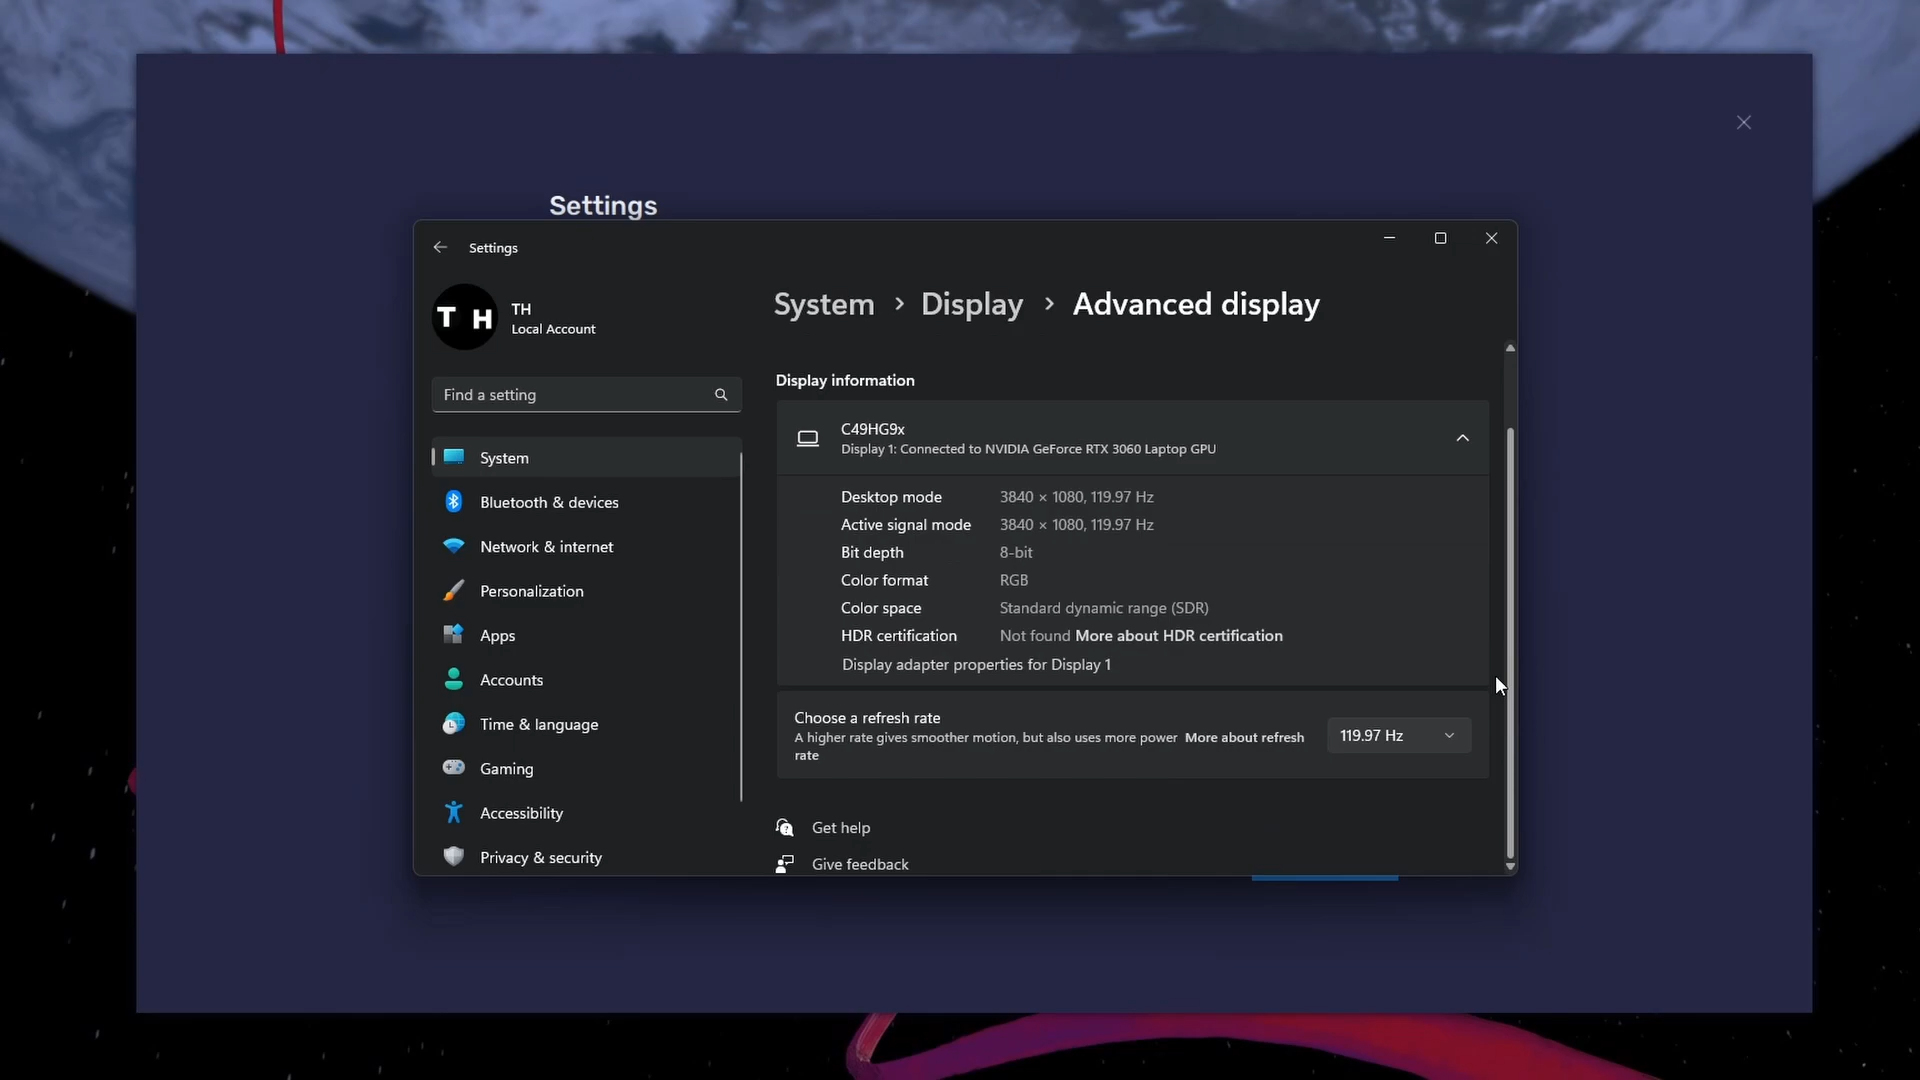 Settings
Settings
T H
TH
Local Account
Find a setting
System
Bluetooth & devices
Network & internet
Personalization
Apps
Accounts
Time & language
Gaming
Accessibility
Privacy & security
System > Display > Advanced display
Display information
C49HG9x
Display 1: Connected to NVIDIA GeForce RTX 3060 Laptop GPU
Desktop mode 3840 × 1080, 119.97 Hz
Active signal mode 3840 × 1080, 119.97 Hz
Bit depth 8-bit
Color format RGB
Color space Standard dynamic range (SDR)
HDR certification Not found More about HDR certification
Display adapter properties for Display 1
Choose a refresh rate
A higher rate gives smoother motion, but also uses more power More about refresh
rate
119.97 Hz
Get help
Give feedback